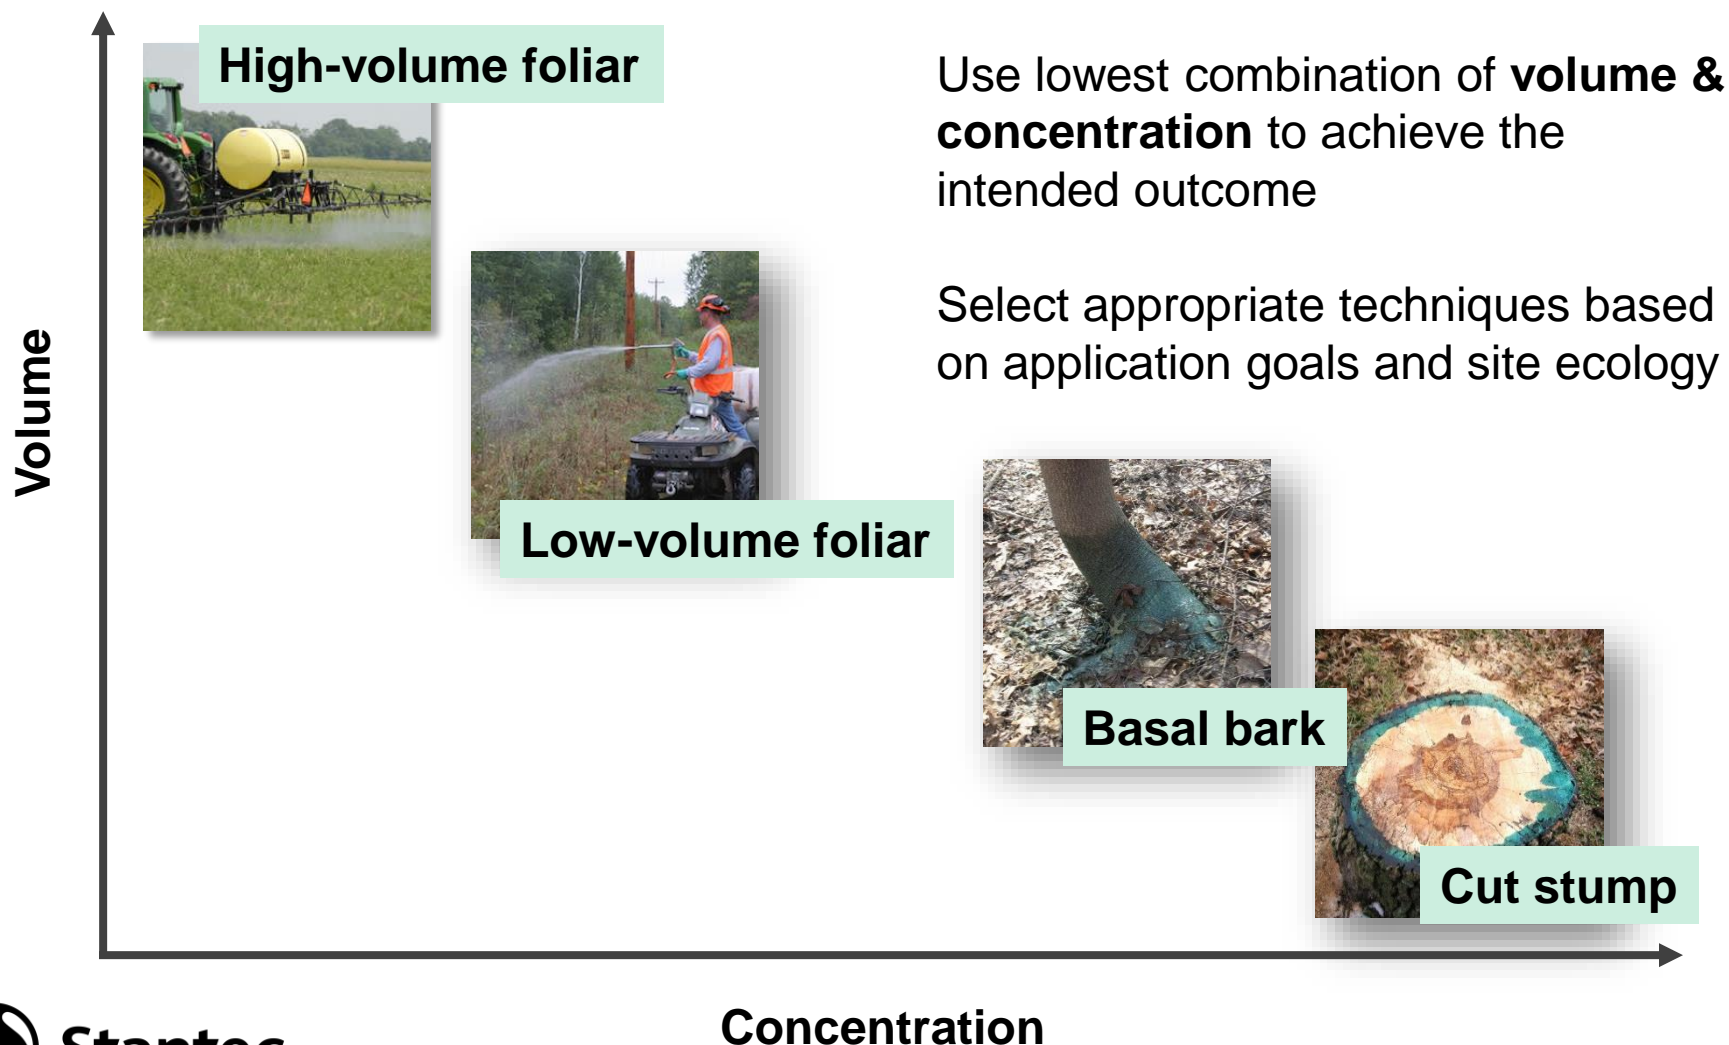 High-volume foliar
Use lowest combination of volume &
concentration to achieve the
intended outcome
Select appropriate techniques based
on application goals and site ecology
Volume
Low-volume foliar
Basal bark
Cut stump
Concentration
Stantec